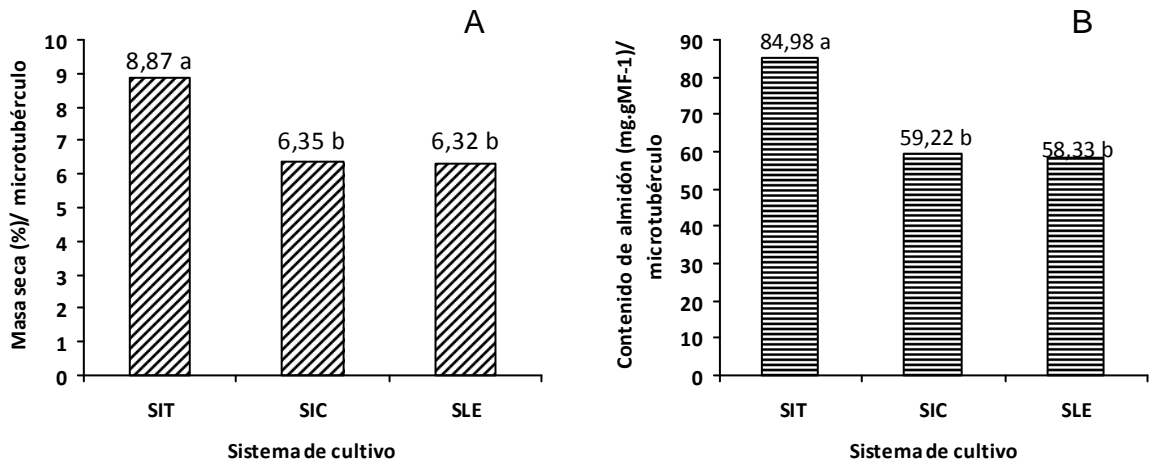 A
10
9
8
7
6
5
4
3
2
1
0
Masa seca (%)/ microtubérculo
8,87 a
6,35 b
6,32 b
SIT SIC SLE
Sistema de cultivo
B
90
80
70
60
50
40
30
20
10
0
Contenido de almidón (mg.gMF-1)/
microtubérculo
84,98 a
59,22 b
58,33 b
SIT SIC SLE
Sistema de cultivo